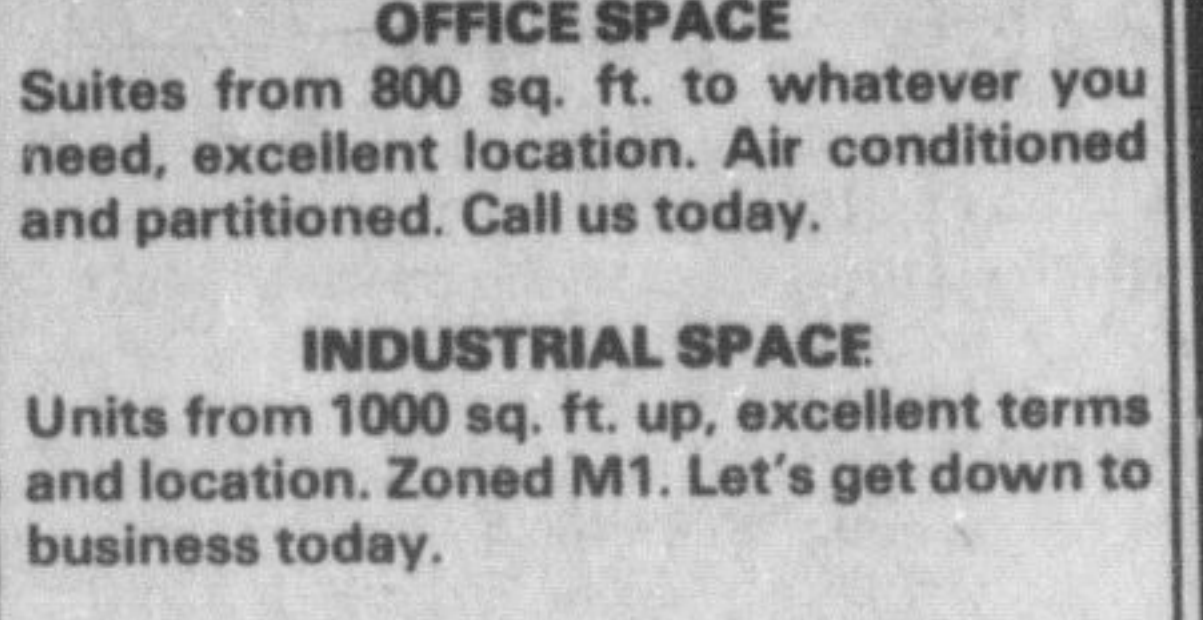 OFFICE SPACE
Suites from 800 sq. ft. to whatever you
need, excellent location. Air conditioned
and partitioned. Call us today.
INDUSTRIAL SPACE
Units from 1000 sq. ft. up, excellent terms
and location. Zoned M1. Let's get down to
business today.